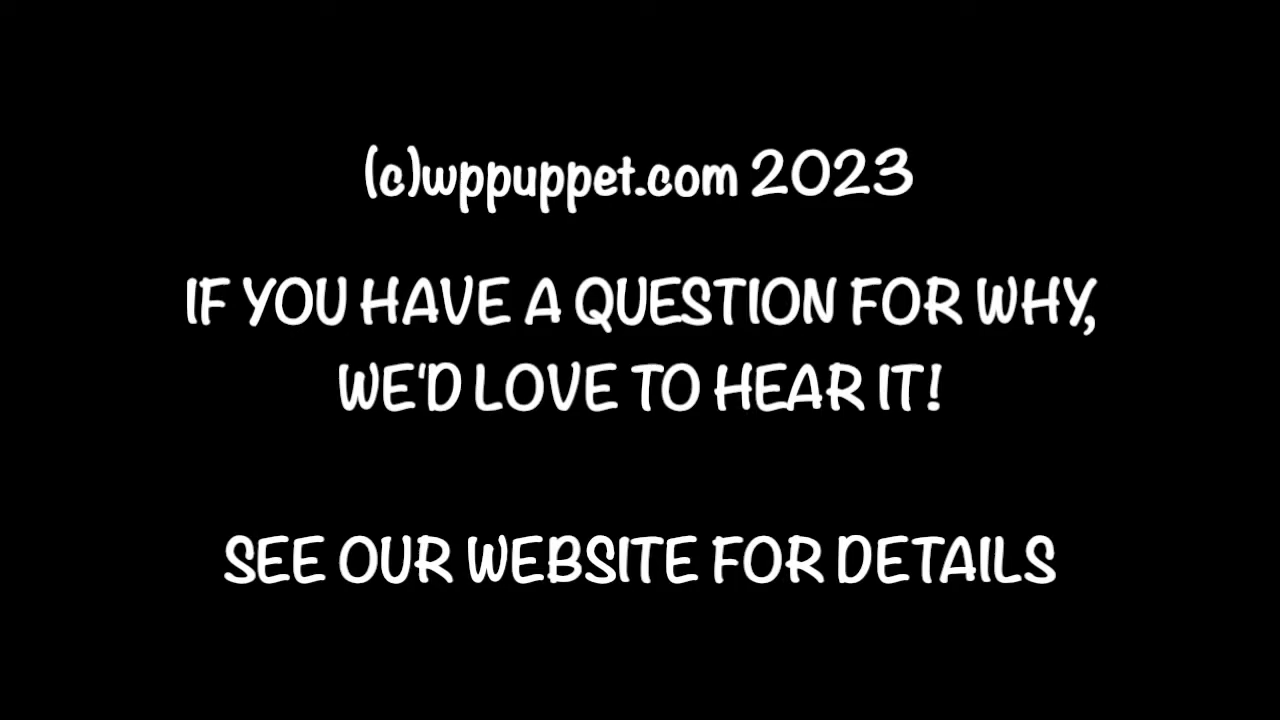 (c)wppuppet.com 2023
IF YOU HAVE A QUESTION FOR WHY,
WE'D LOVE TO HEAR IT!
SEE OUR WEBSITE FOR DETAILS